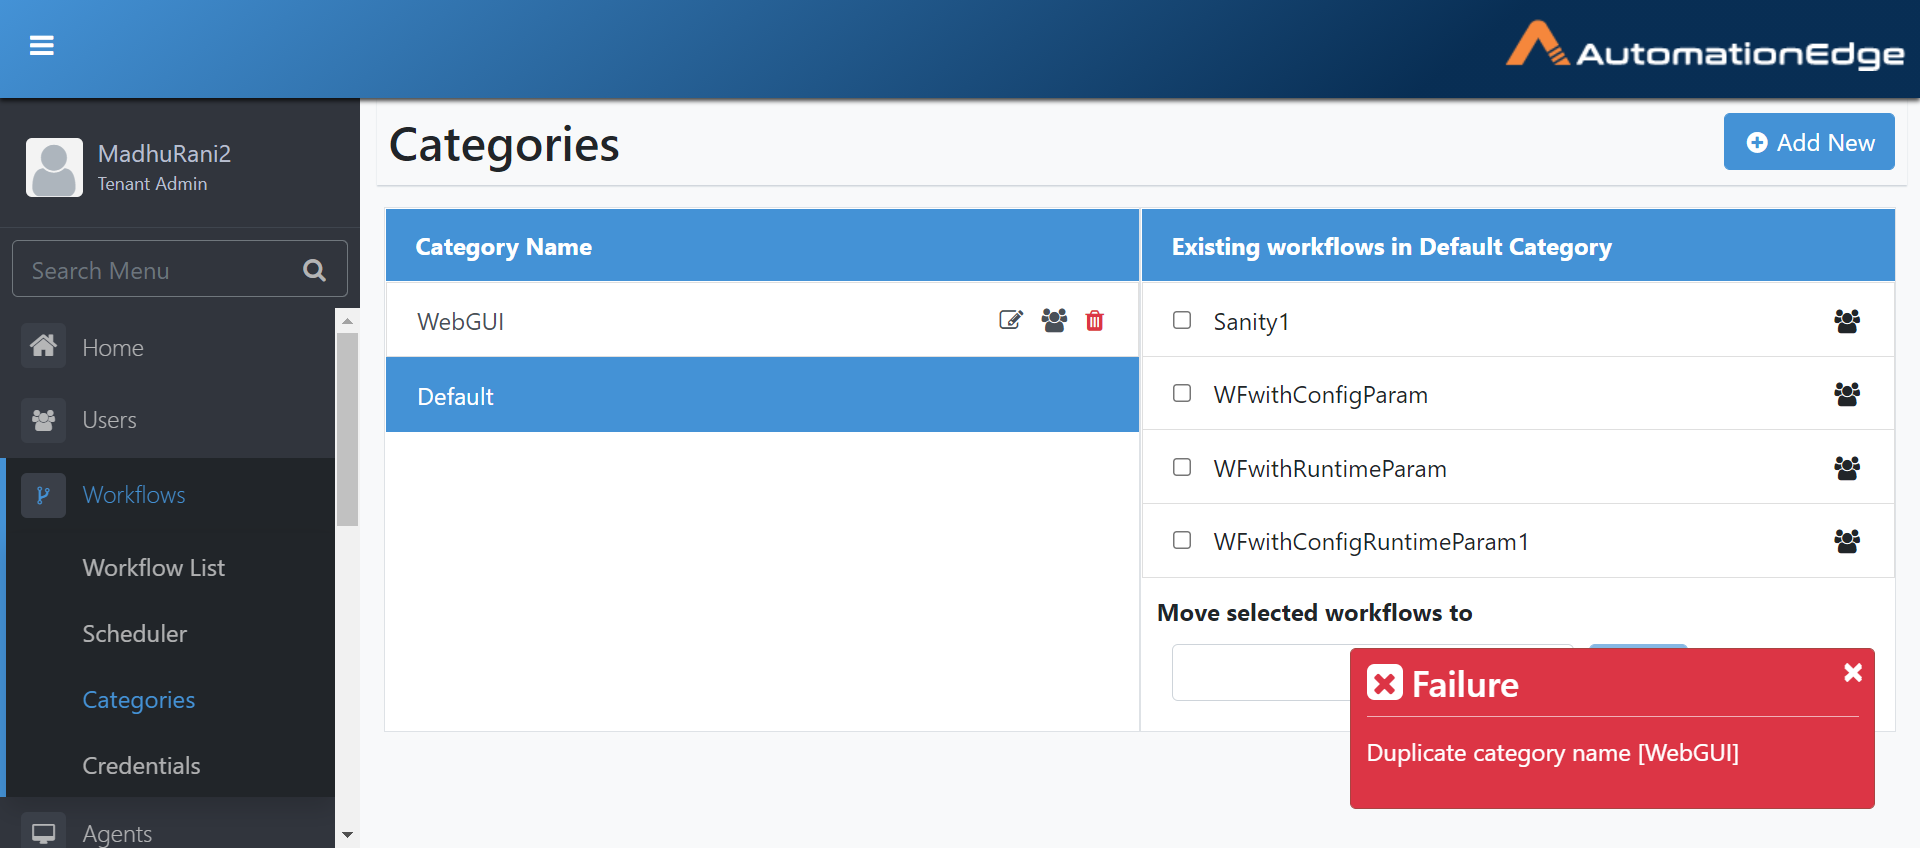 AutomationEdge
MadhuRani2
Tenant Admin
Search Menu
Home
Users
Workflows
Workflow List
Scheduler
Categories
Credentials
Agents
Categories
Add New
Category Name
WebGUI
Default
Existing workflows in Default Category
Sanity1
WFwithConfigParam
WFwithRuntimeParam
WFwithConfigRuntimeParam1
Move selected workflows to
Failure
Duplicate category name [WebGUI]